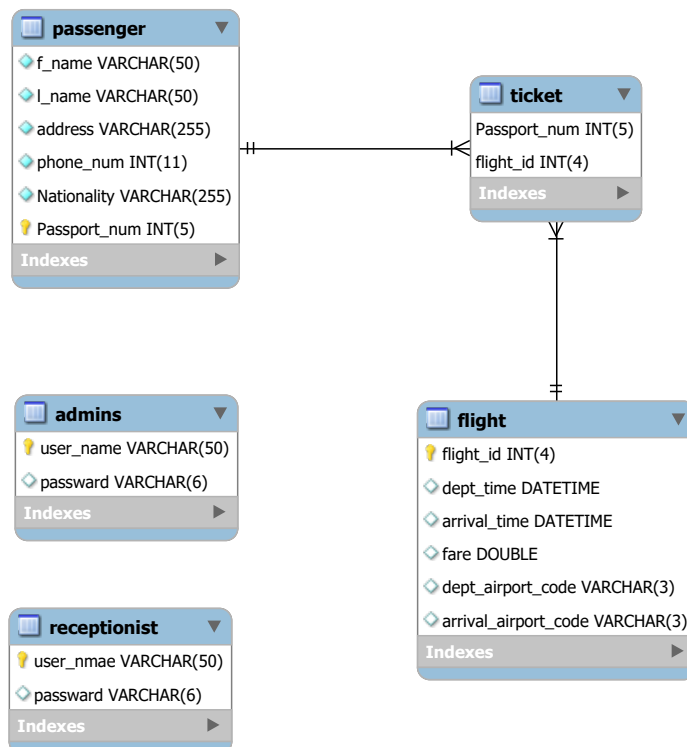 passenger
f_name VARCHAR(50)
l_name VARCHAR(50)
address VARCHAR(255)
phone_num INT(11)
Nationality VARCHAR(255)
Passport_num INT(5)
Indexes
ticket
Passport_num INT(5)
flight_id INT(4)
Indexes
admins
user_name VARCHAR(50)
passward VARCHAR(6)
Indexes
flight
flight_id INT(4)
dept_time DATETIME
arrival_time DATETIME
fare DOUBLE
dept_airport_code VARCHAR(3)
arrival_airport_code VARCHAR(3)
Indexes
receptionist
user_nmae VARCHAR(50)
passward VARCHAR(6)
Indexes